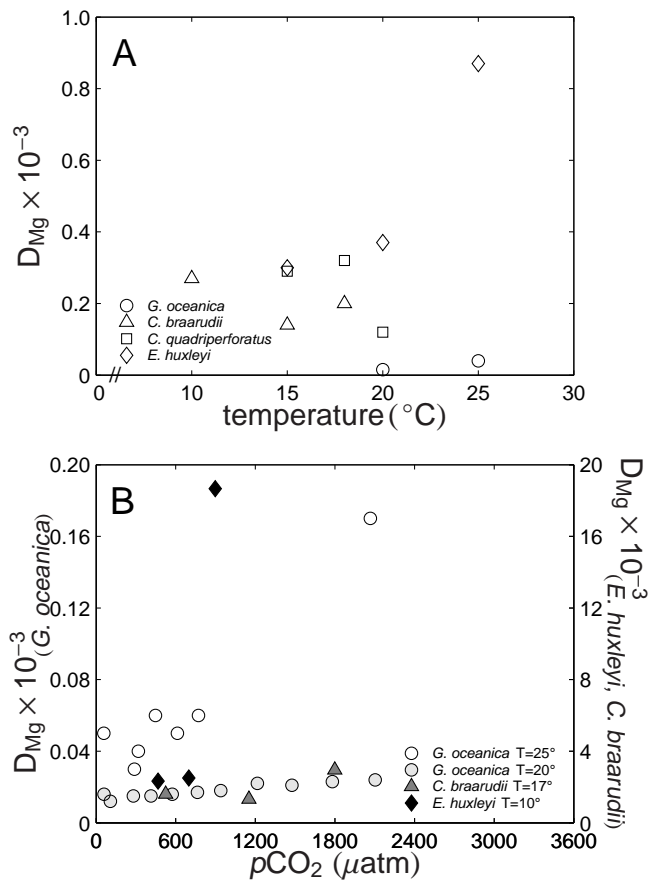 A
1.0
0.8
0.6
0.4
0.2
0
D_Mg × 10^−3
G. oceanica
C. braarudii
C. quadriperforatus
E. huxleyi
0 10 15 20 25 30
temperature (°C)
B
0.20
0.16
0.12
0.08
0.04
0
D_Mg × 10^−3
(G. oceanica)
20
16
12
8
4
0
D_Mg × 10^−3
(E. huxleyi, C. braarudii)
G. oceanica T=25°
G. oceanica T=20°
C. braarudii T=17°
E. huxleyi T=10°
0 600 1200 1800 2400 3000 3600
pCO₂ (μatm)